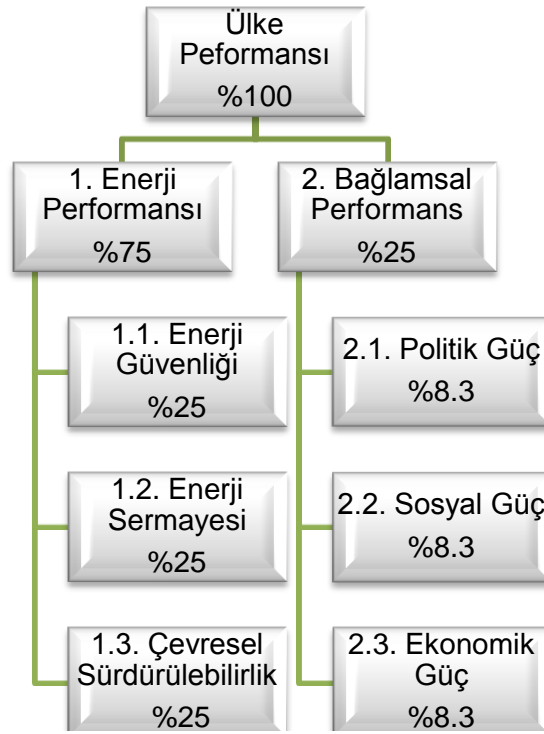 Ülke
Peformansı
%100
1. Enerji
Performansı
%75
2. Bağlamsal
Performans
%25
1.1. Enerji
Güvenliği
%25
2.1. Politik Güç
%8.3
1.2. Enerji
Sermayesi
%25
2.2. Sosyal Güç
%8.3
1.3. Çevresel
Sürdürülebilirlik
%25
2.3. Ekonomik
Güç
%8.3